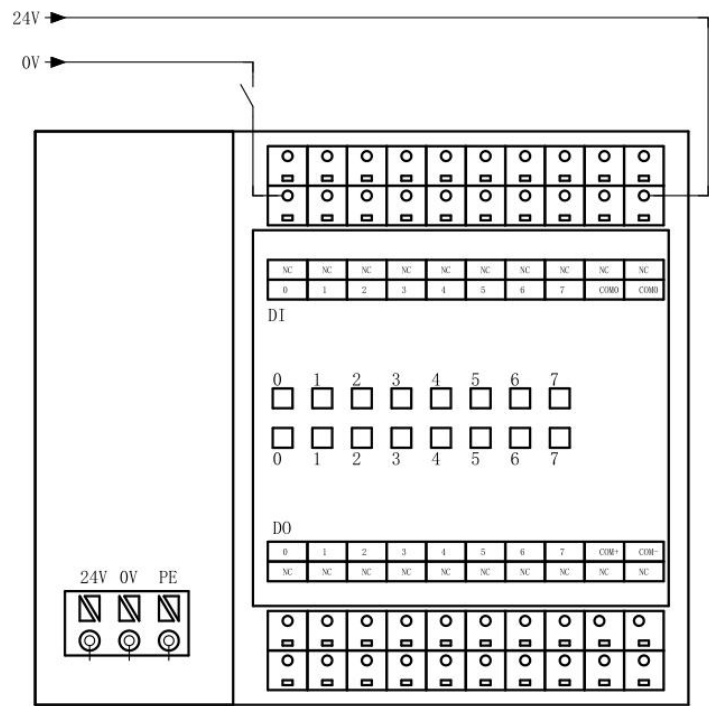 24V
0V
NC NC NC NC NC NC NC NC NC NC
0 1 2 3 4 5 6 7 COM0 COM0
DI
0 1 2 3 4 5 6 7
0 1 2 3 4 5 6 7
DO
0 1 2 3 4 5 6 7 COM+ COM-
NC NC NC NC NC NC NC NC NC NC
24V 0V PE